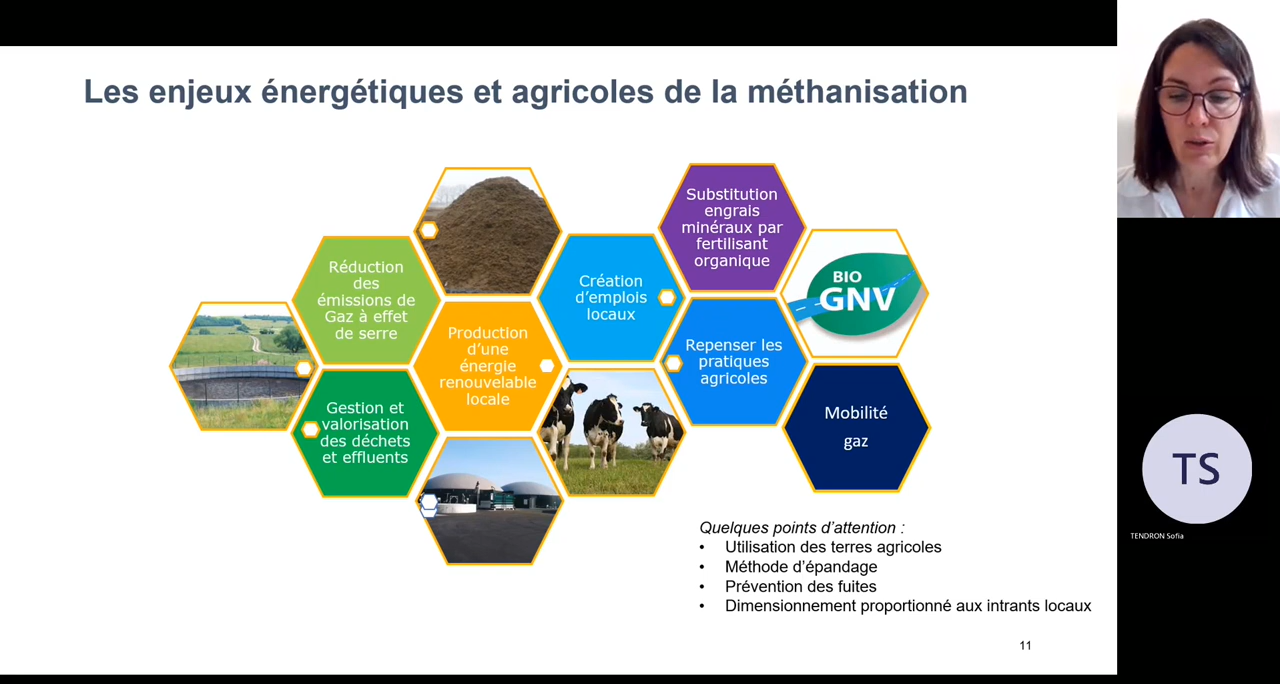 Les enjeux énergétiques et agricoles de la méthanisation
Réduction
des
émissions de
Gaz à effet
de serre
Gestion et
valorisation
des déchets
et effluents
Production
d’une
énergie
renouvelable
locale
Création
d’emplois
locaux
Substitution
engrais
minéraux par
fertilisant
organique
Repenser les
pratiques
agricoles
BIO
GNV
Mobilité
gaz
Quelques points d’attention :
• Utilisation des terres agricoles
• Méthode d’épandage
• Prévention des fuites
• Dimensionnement proportionné aux intrants locaux
11
TS
TENDRON Sofia